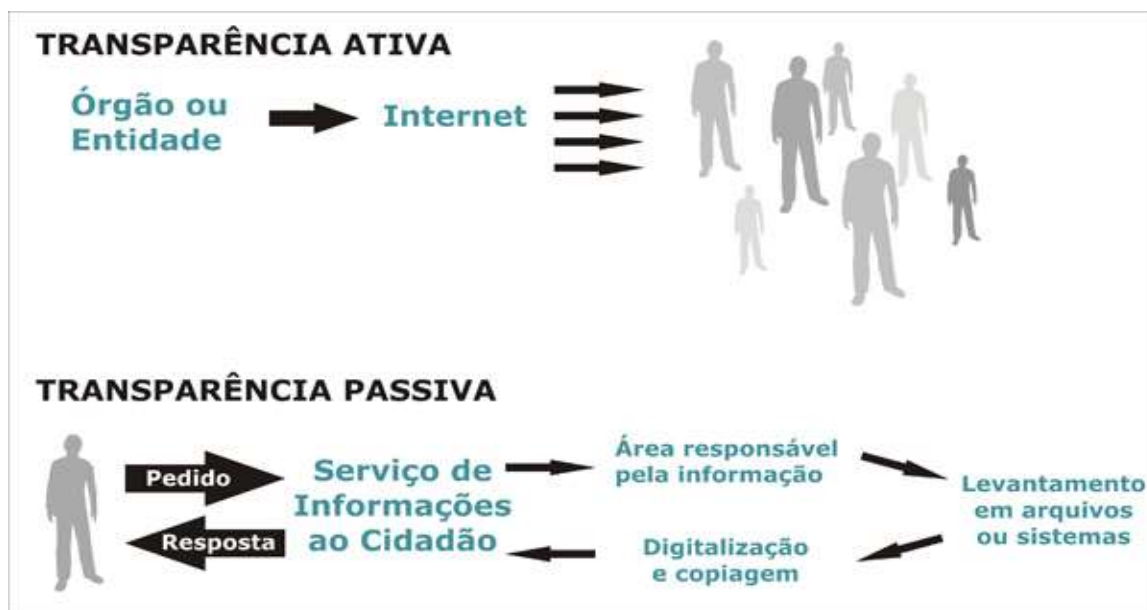 TRANSPARÊNCIA ATIVA
Órgão ou
Entidade
Internet
TRANSPARÊNCIA PASSIVA
Pedido
Resposta
Serviço de
Informações
ao Cidadão
Área responsável
pela informação
Levantamento
em arquivos
ou sistemas
Digitalização
e copiagem